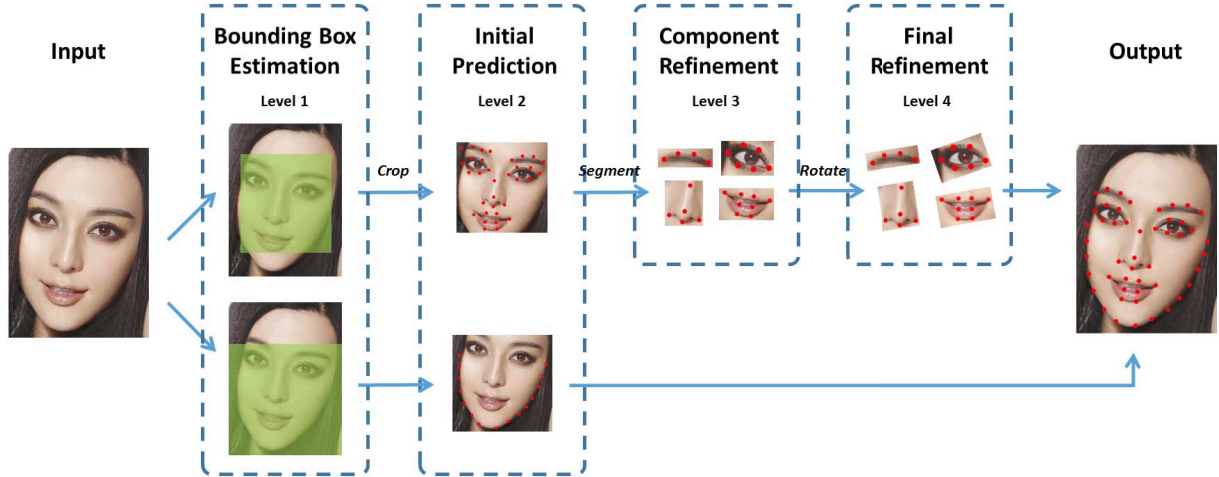 Input
Bounding Box
Estimation
Level 1
Crop
Initial
Prediction
Level 2
Segment
Component
Refinement
Level 3
Rotate
Final
Refinement
Level 4
Output